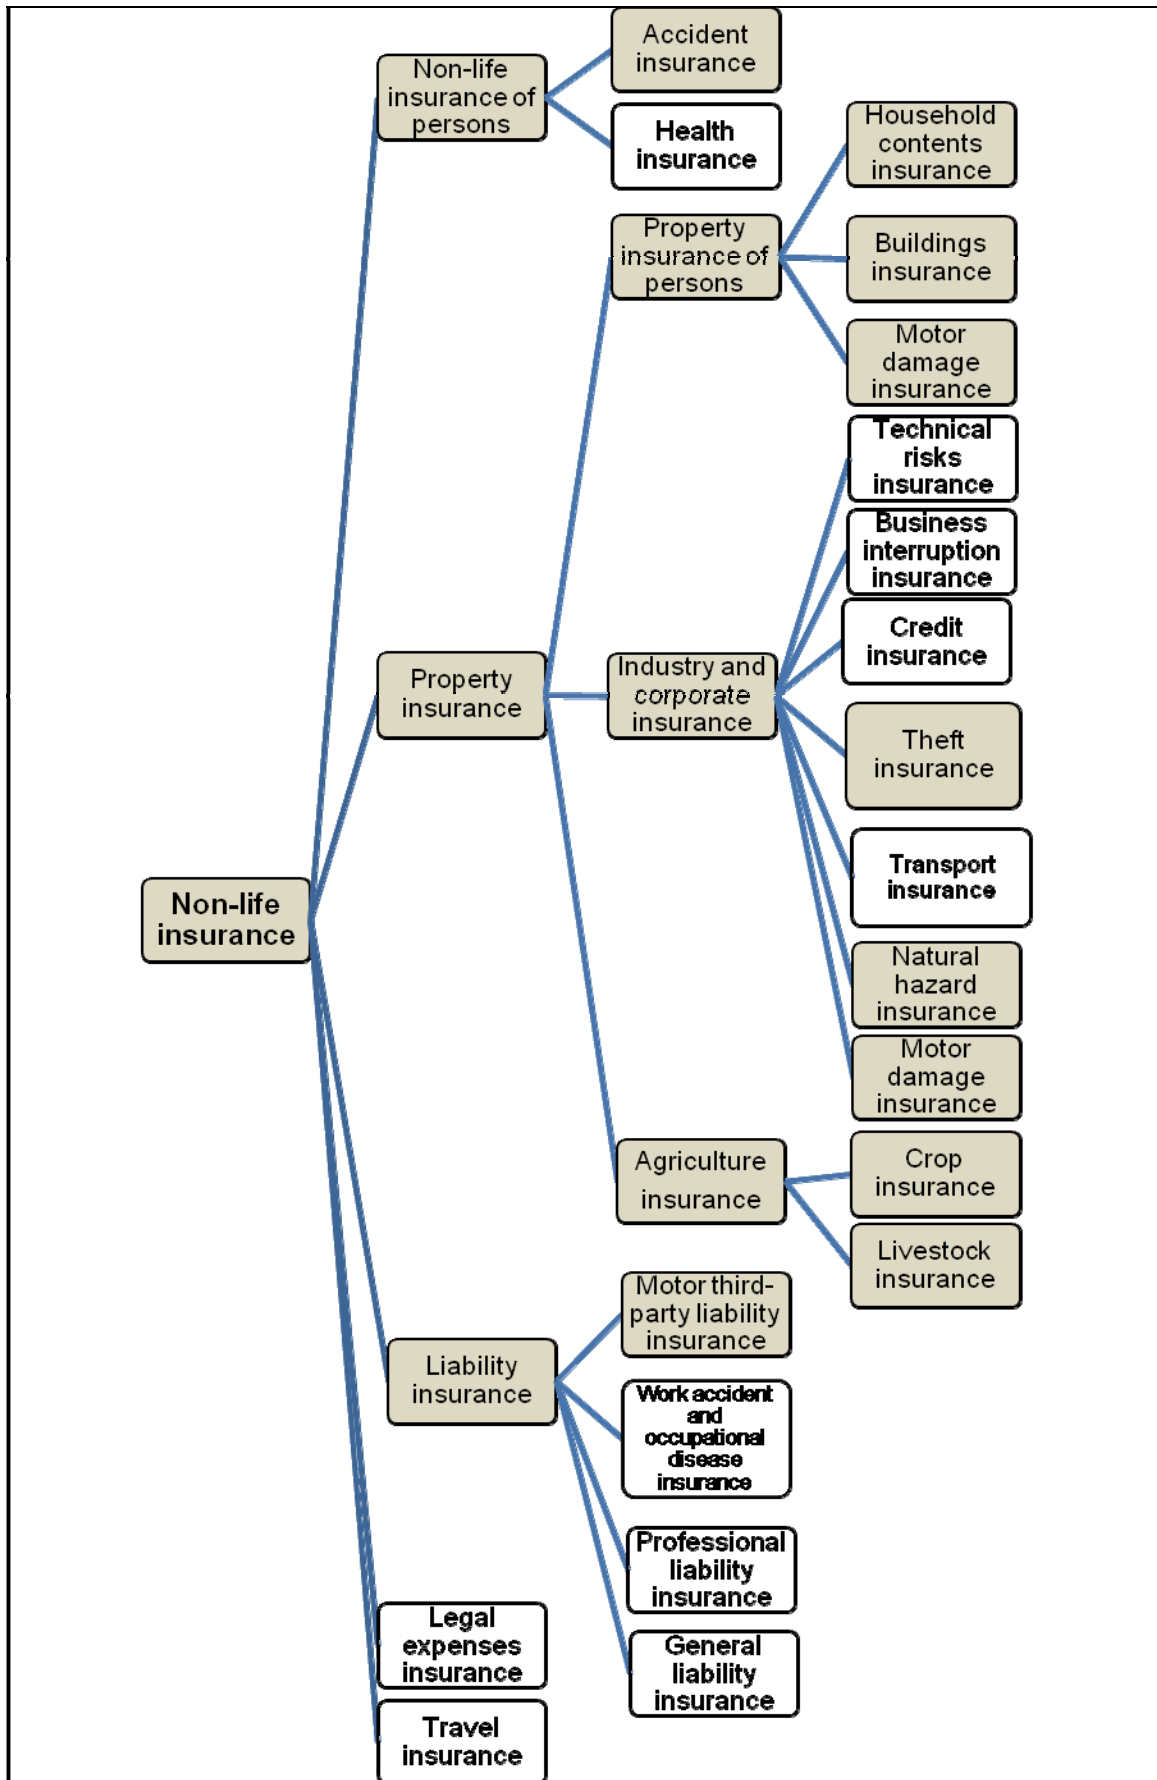 Accident
insurance
Non-life
insurance of
persons
Health
insurance
Household
contents
insurance
Property
insurance of
persons
Buildings
insurance
Motor
damage
insurance
Technical
risks
insurance
Business
interruption
insurance
Credit
insurance
Property
insurance
Industry and
corporate
insurance
Theft
insurance
Transport
insurance
Non-life
insurance
Natural
hazard
insurance
Motor
damage
insurance
Agriculture
insurance
Crop
insurance
Livestock
insurance
Motor third-
party liability
insurance
Liability
insurance
Work accident
and
occupational
disease
insurance
Professional
liability
insurance
Legal
expenses
insurance
General
liability
insurance
Travel
insurance